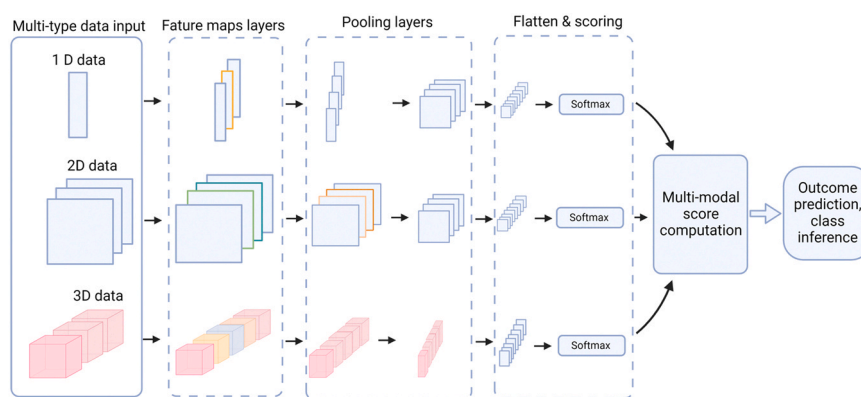 Multi-type data input
Fature maps layers
Pooling layers
Flatten & scoring
1 D data
Softmax
2D data
Softmax
Multi-modal
score
computation
Outcome
prediction,
class
inference
3D data
Softmax